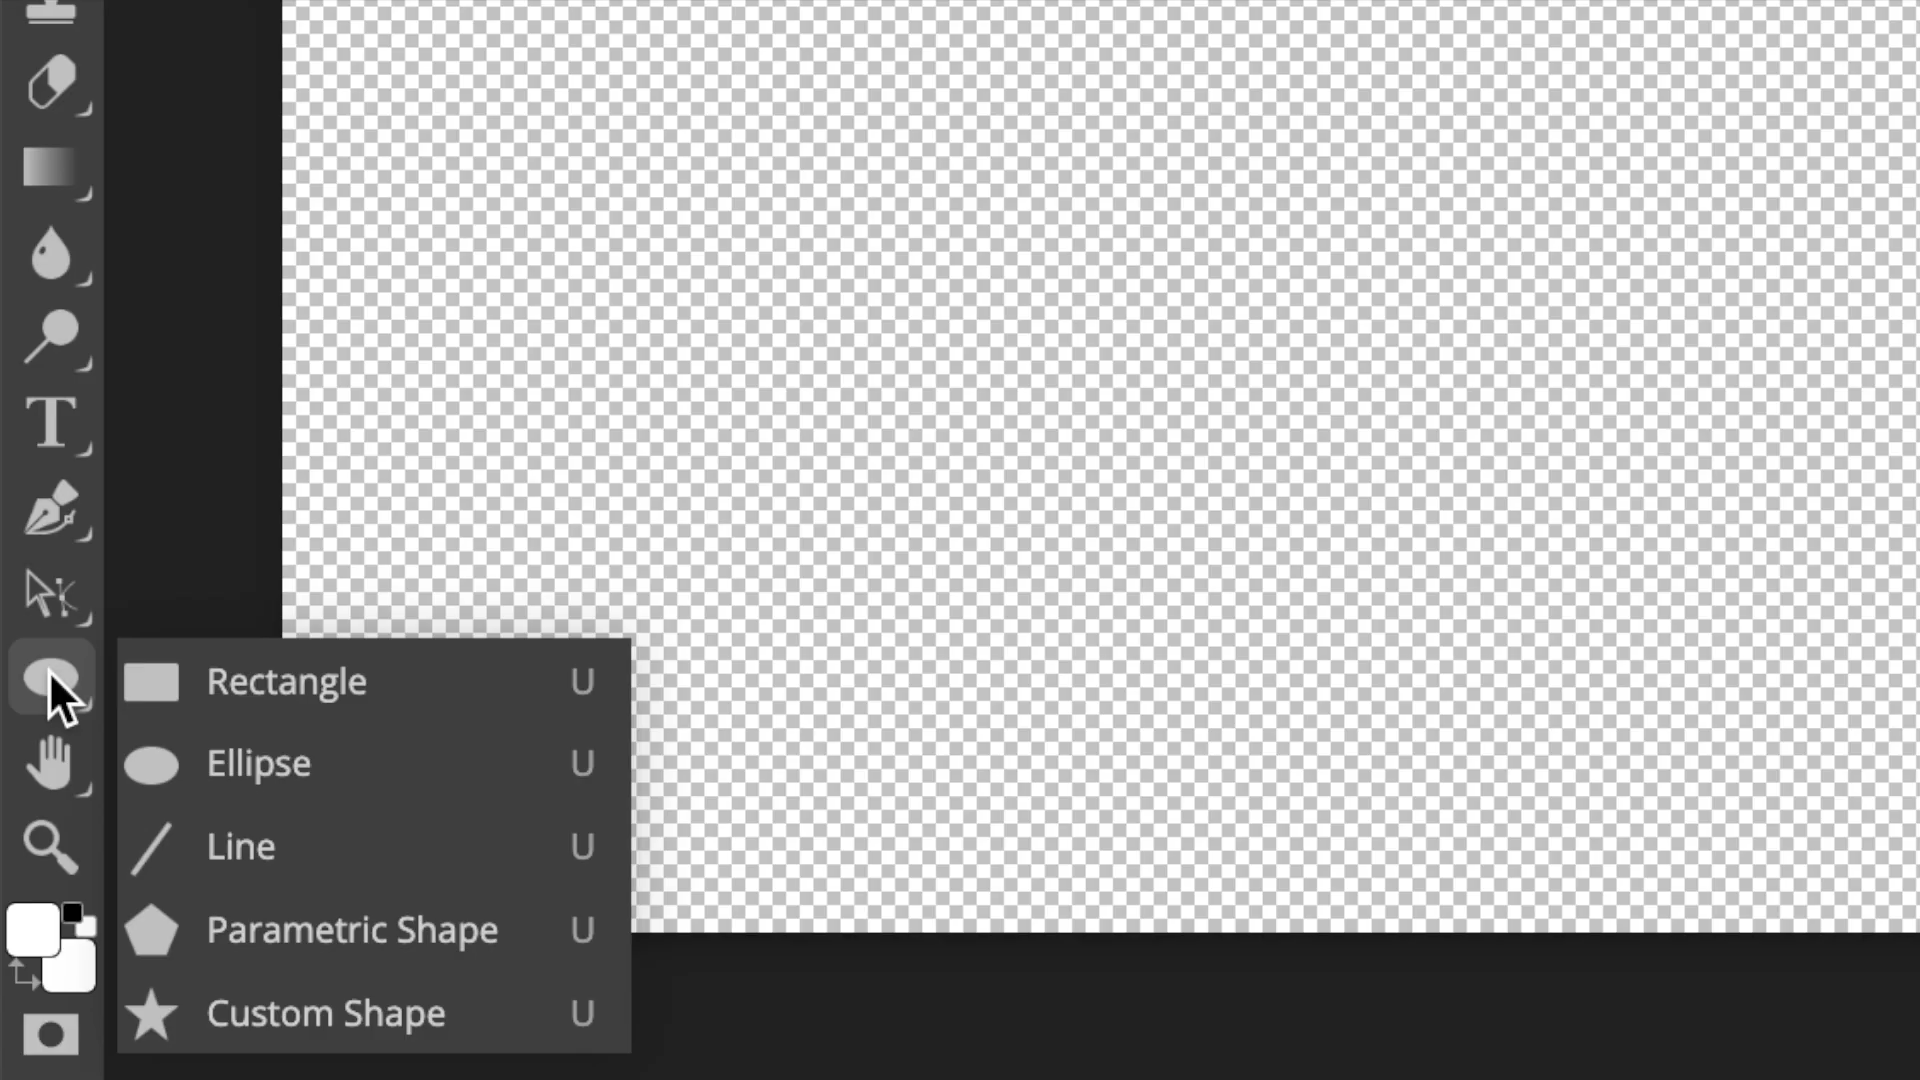 T
Rectangle U
Ellipse U
Line U
Parametric Shape U
Custom Shape U